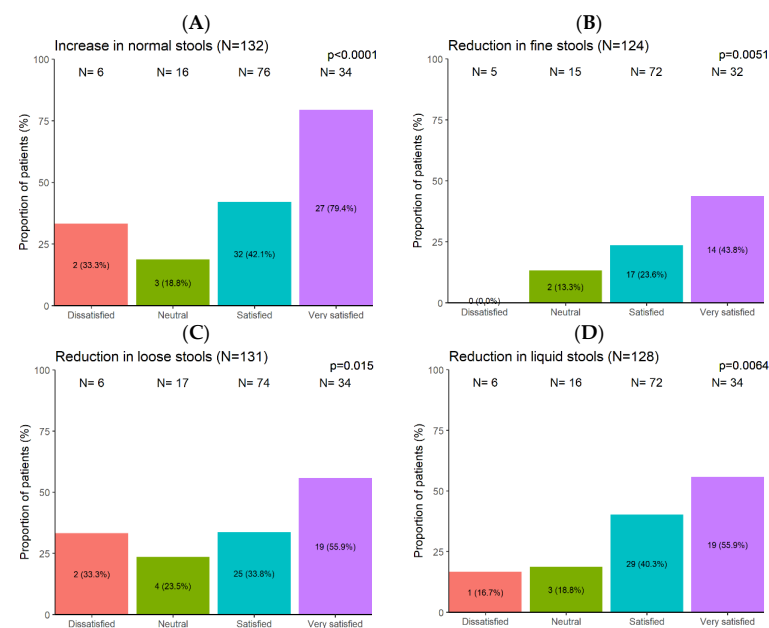 (A)
Increase in normal stools (N=132)
p<0.0001
N= 6 N= 16 N= 76 N= 34
100
75
50
25
0
Proportion of patients (%)
2 (33.3%)
3 (18.8%)
32 (42.1%)
27 (79.4%)
Dissatisfied Neutral Satisfied Very satisfied
(B)
Reduction in fine stools (N=124)
p=0.0051
N= 5 N= 15 N= 72 N= 32
100
75
50
25
0
Proportion of patients (%)
0 (0.0%)
2 (13.3%)
17 (23.6%)
14 (43.8%)
Dissatisfied Neutral Satisfied Very satisfied
(C)
Reduction in loose stools (N=131)
p=0.015
N= 6 N= 17 N= 74 N= 34
100
75
50
25
0
Proportion of patients (%)
2 (33.3%)
4 (23.5%)
25 (33.8%)
19 (55.9%)
Dissatisfied Neutral Satisfied Very satisfied
(D)
Reduction in liquid stools (N=128)
p=0.0064
N= 6 N= 16 N= 72 N= 34
100
75
50
25
0
Proportion of patients (%)
1 (16.7%)
3 (18.8%)
29 (40.3%)
19 (55.9%)
Dissatisfied Neutral Satisfied Very satisfied